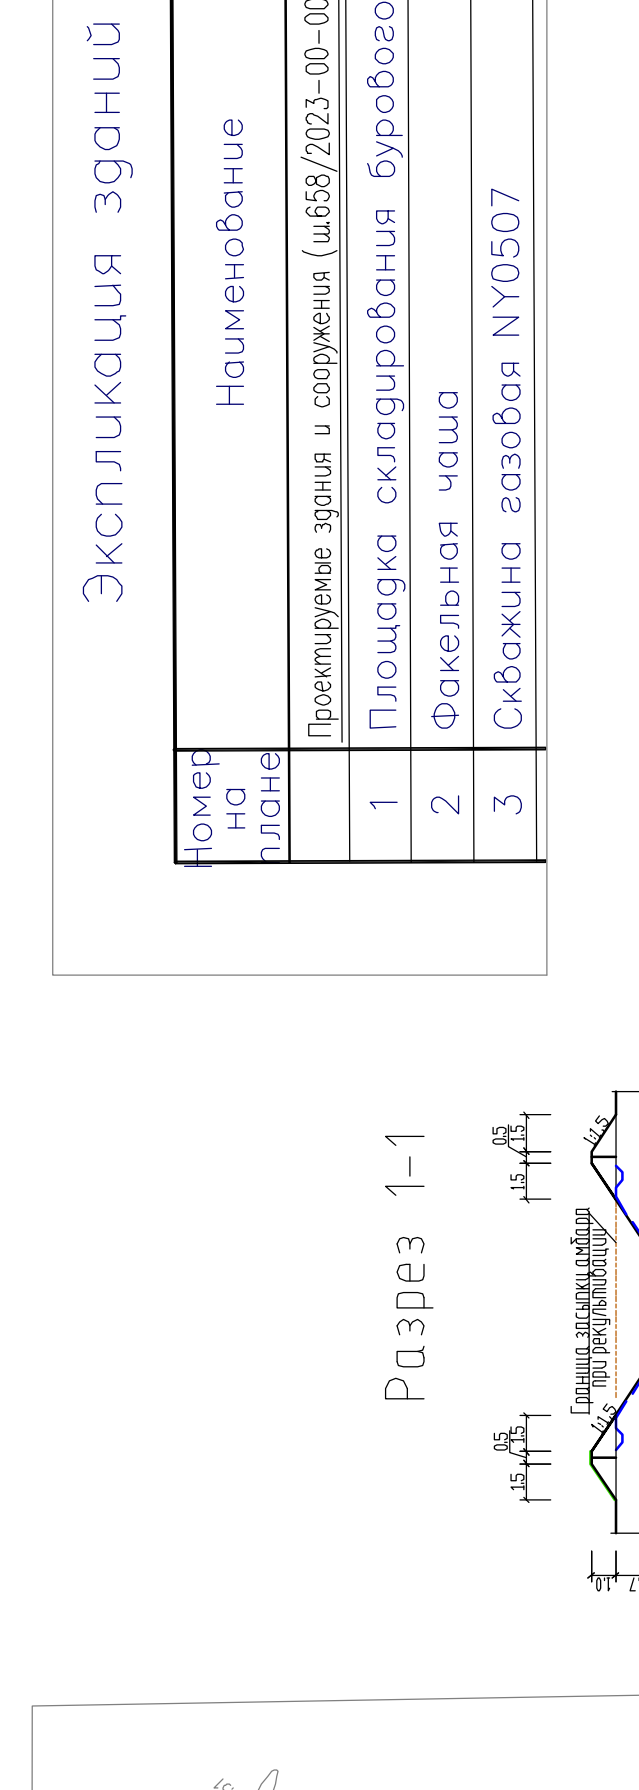 Экспликация зданий
Номер
на
плане
Наименование
Проектируемые здания и сооружения (ш.658/2023-00-00
1 Площадка складирования бурового
2 Факельная чаша
3 Скважина газовая NY0507
Разрез 1-1
0.5
1.5
1.5
1:1,5
Граница засыпки амбара
при рекультивации
0.5
1.5
1.5
1:1,5
1.0